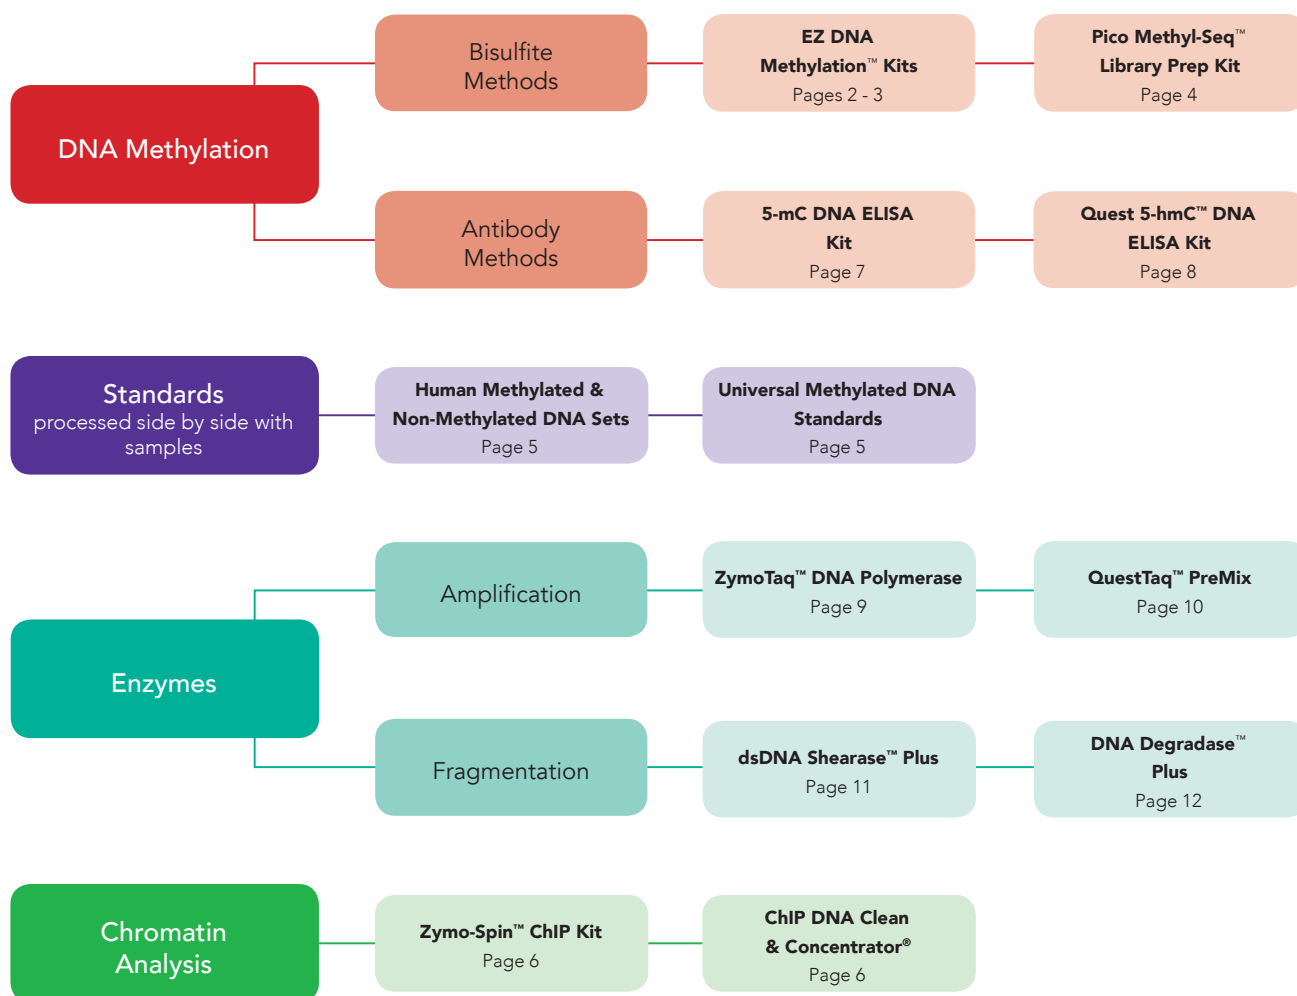 DNA Methylation
Bisulfite
Methods
EZ DNA
Methylation™ Kits
Pages 2 - 3
Pico Methyl-Seq™
Library Prep Kit
Page 4
Antibody
Methods
5-mC DNA ELISA
Kit
Page 7
Quest 5-hmC™ DNA
ELISA Kit
Page 8
Standards
processed side by side with
samples
Human Methylated &
Non-Methylated DNA Sets
Page 5
Universal Methylated DNA
Standards
Page 5
Enzymes
Amplification
ZymoTaq™ DNA Polymerase
Page 9
QuestTaq™ PreMix
Page 10
Fragmentation
dsDNA Shearase™ Plus
Page 11
DNA Degradase™
Plus
Page 12
Chromatin
Analysis
Zymo-Spin™ ChIP Kit
Page 6
ChIP DNA Clean
& Concentrator®
Page 6